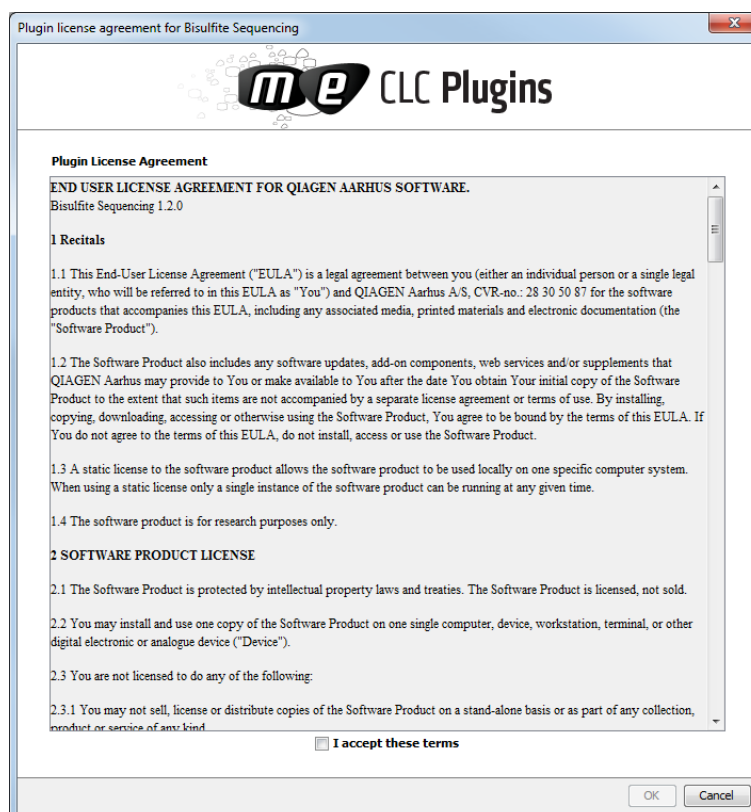 Plugin license agreement for Bisulfite Sequencing
me CLC Plugins
Plugin License Agreement
END USER LICENSE AGREEMENT FOR QIAGEN AARHUS SOFTWARE.
Bisulfite Sequencing 1.2.0
1 Recitals
1.1 This End-User License Agreement ("EULA") is a legal agreement between you (either an individual person or a single legal
entity, who will be referred to in this EULA as "You") and QIAGEN Aarhus A/S, CVR-no.: 28 30 50 87 for the software
products that accompanies this EULA, including any associated media, printed materials and electronic documentation (the
"Software Product").
1.2 The Software Product also includes any software updates, add-on components, web services and/or supplements that
QIAGEN Aarhus may provide to You or make available to You after the date You obtain Your initial copy of the Software
Product to the extent that such items are not accompanied by a separate license agreement or terms of use. By installing,
copying, downloading, accessing or otherwise using the Software Product, You agree to be bound by the terms of this EULA. If
You do not agree to the terms of this EULA, do not install, access or use the Software Product.
1.3 A static license to the software product allows the software product to be used locally on one specific computer system.
When using a static license only a single instance of the software product can be running at any given time.
1.4 The software product is for research purposes only.
2 SOFTWARE PRODUCT LICENSE
2.1 The Software Product is protected by intellectual property laws and treaties. The Software Product is licensed, not sold.
2.2 You may install and use one copy of the Software Product on one single computer, device, workstation, terminal, or other
digital electronic or analogue device ("Device").
2.3 You are not licensed to do any of the following:
2.3.1 You may not sell, license or distribute copies of the Software Product on a stand-alone basis or as part of any collection,
product or service of any kind
I accept these terms
OK Cancel